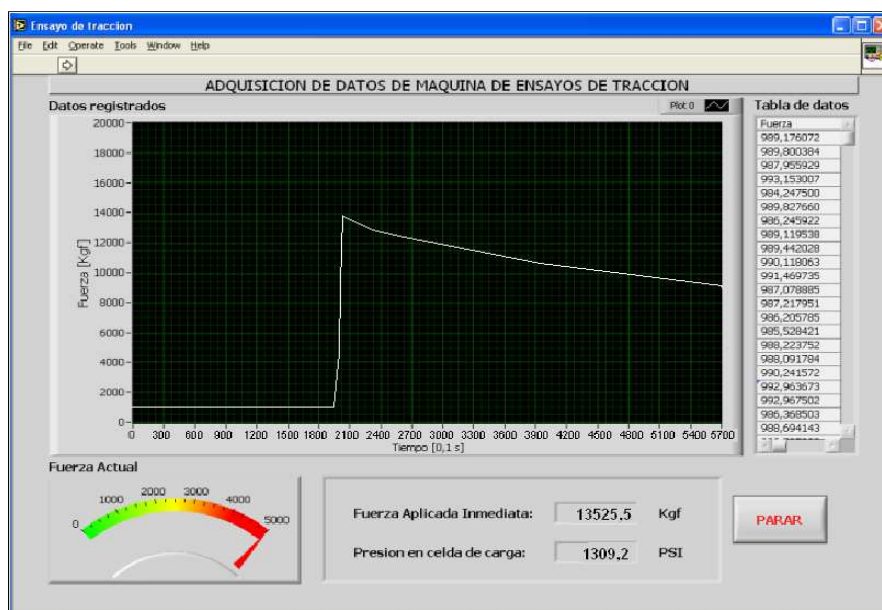 Ensayo de traccion
File Edit Operate Tools Window Help
ADQUISICION DE DATOS DE MAQUINA DE ENSAYOS DE TRACCION
Datos registrados
Plot 0
Tabla de datos
20000
18000
16000
14000
12000
10000
8000
6000
4000
2000
0
Fuerza [Kgf]
0 300 600 900 1200 1500 1800 2100 2400 2700 3000 3300 3600 3900 4200 4500 4800 5100 5400 5700
Tiempo [0,1 s]
Fuerza
989,176072
989,800384
987,955929
993,153007
984,247500
989,827660
986,245922
989,119538
989,442028
990,118063
991,469735
987,078885
987,217951
986,205785
985,528421
988,223752
988,091784
990,241572
992,963673
992,967502
986,368503
988,694143
Fuerza Actual
0 1000 2000 3000 4000 5000
Fuerza Aplicada Inmediata: 13525,5 Kgf
Presion en celda de carga: 1309,2 PSI
PARAR